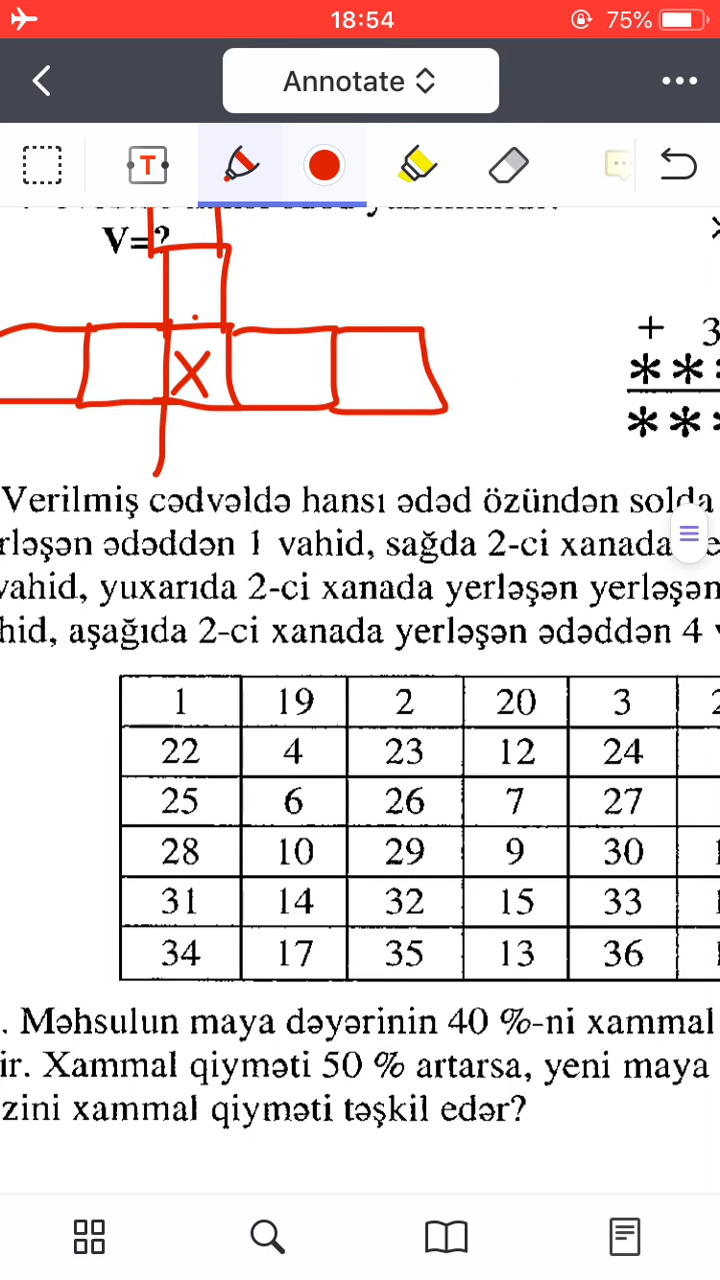 18:54
75%
Annotate
T
V=?
X
+ 3
**
**
Verilmiş cədvəldə hansı ədəd özündən solda
rləşən ədəddən 1 vahid, sağda 2-ci xanada
vahid, yuxarıda 2-ci xanada yerləşən yerləşən
hid, aşağıda 2-ci xanada yerləşən ədəddən 4
1 19 2 20 3
22 4 23 12 24
25 6 26 7 27
28 10 29 9 30
31 14 32 15 33
34 17 35 13 36
. Məhsulun maya dəyərinin 40 %-ni xammal
ir. Xammal qiyməti 50 % artarsa, yeni maya
zini xammal qiyməti təşkil edər?